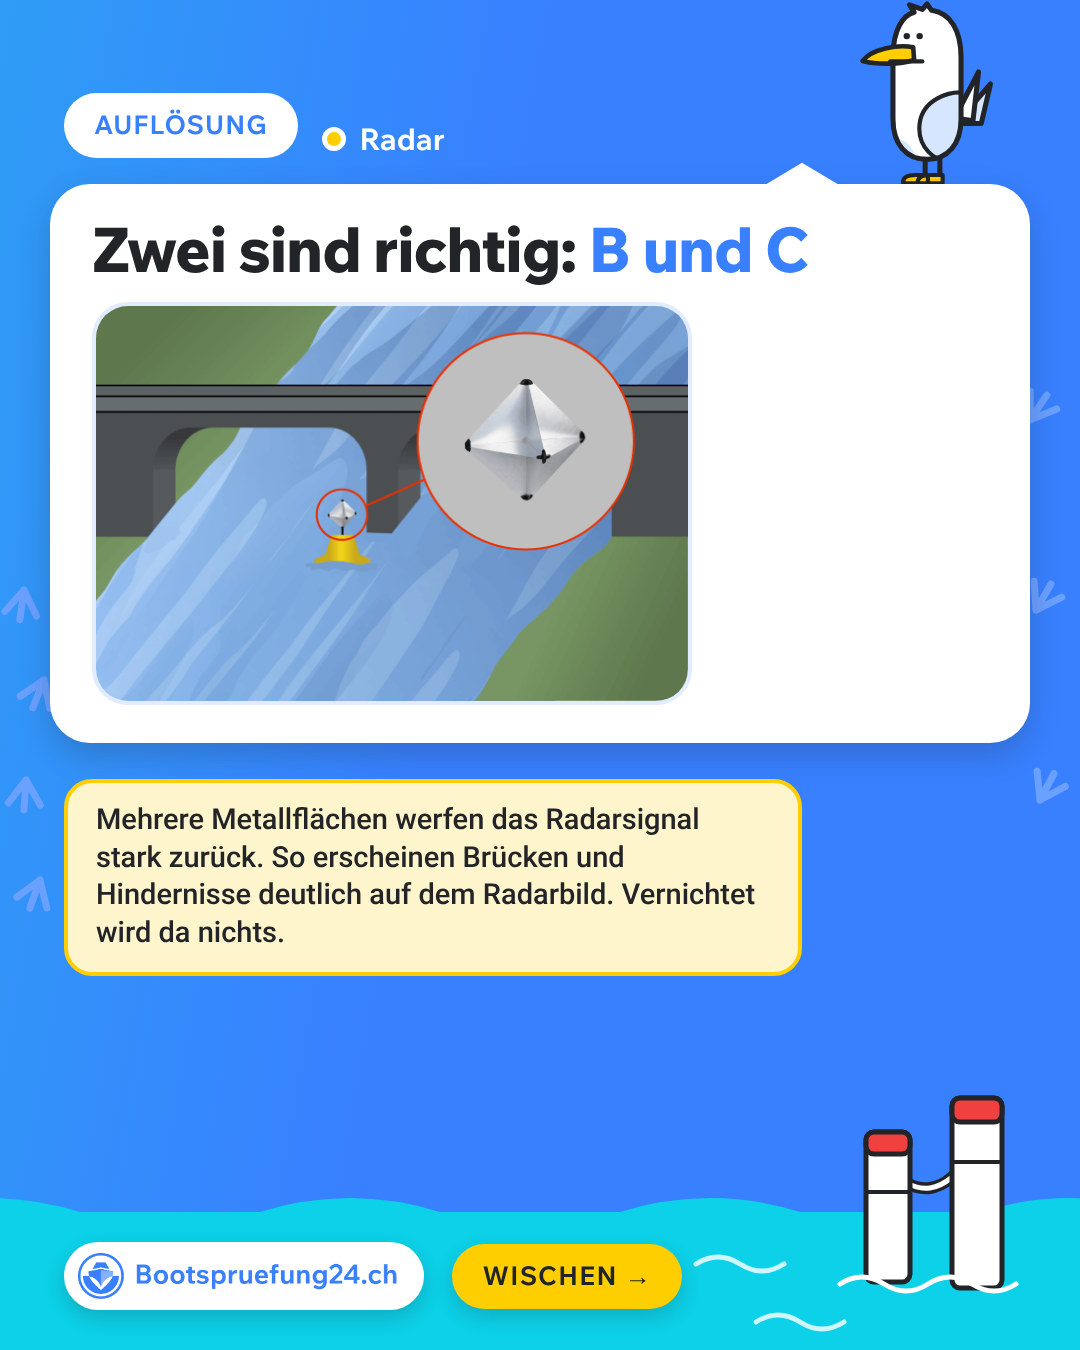 AUFLÖSUNG
Radar
Zwei sind richtig: B und C
Mehrere Metallflächen werfen das Radarsignal
stark zurück. So erscheinen Brücken und
Hindernisse deutlich auf dem Radarbild. Vernichtet
wird da nichts.
Bootspruefung24.ch
WISCHEN →